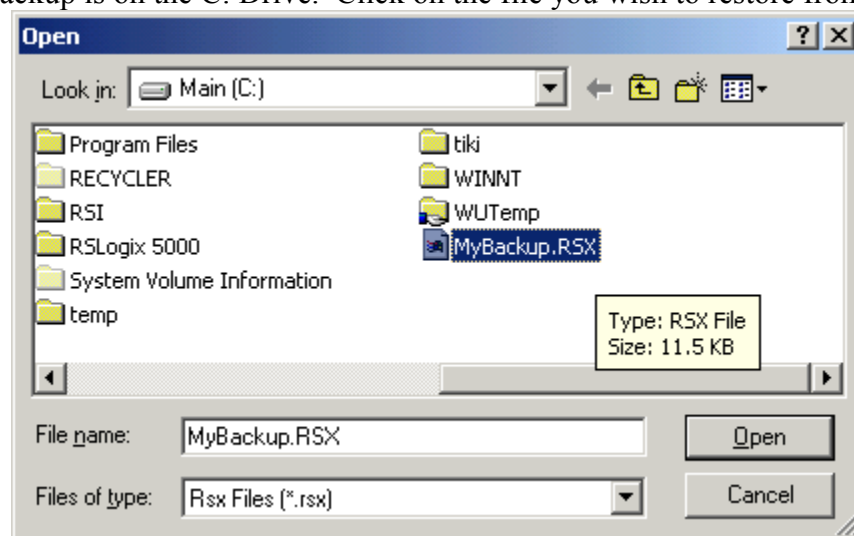 ackup is on the C: Drive. Click on the file you wish to restore from
Open
Look in: Main (C:)
Program Files tiki
RECYCLER WINNT
RSI WUTemp
RSLogix 5000 MyBackup.RSX
System Volume Information
temp
Type: RSX File
Size: 11.5 KB
File name: MyBackup.RSX Open
Files of type: Rsx Files (*.rsx) Cancel